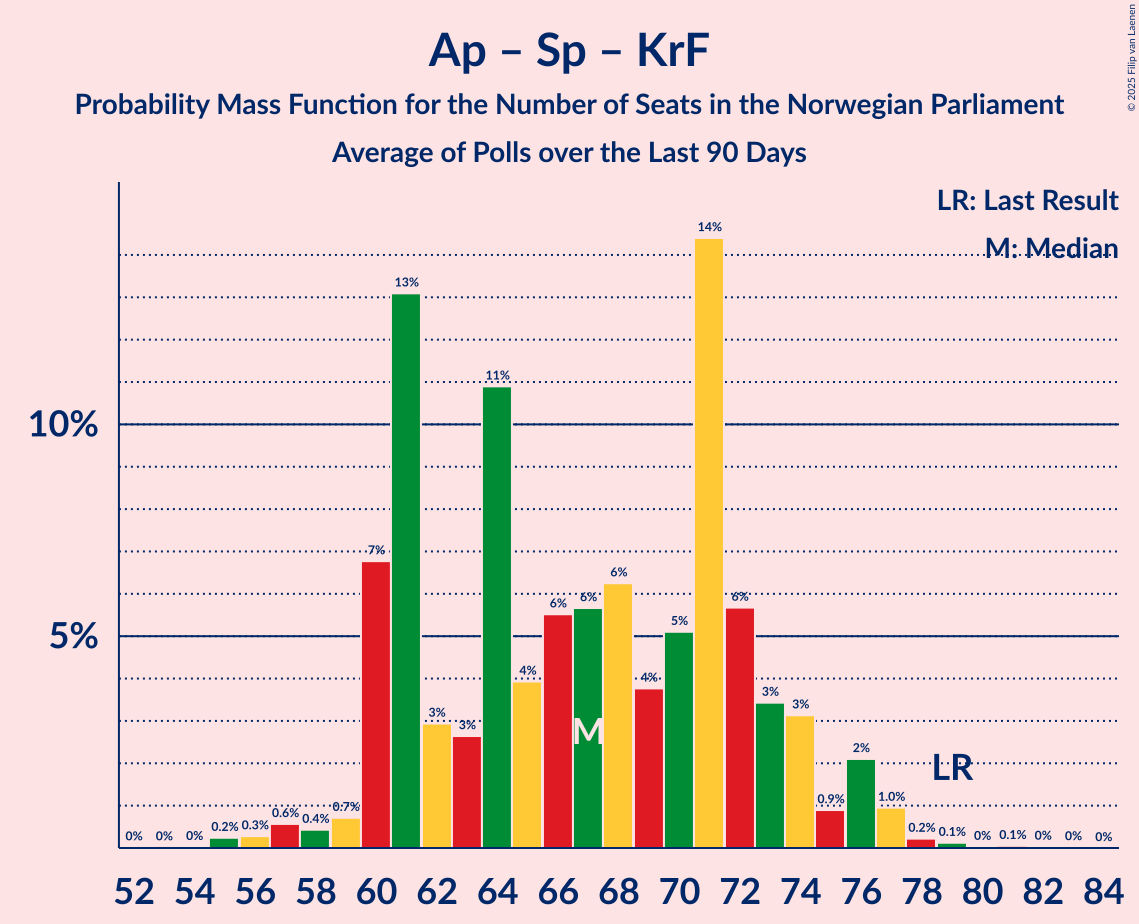 Ap – Sp – KrF
Probability Mass Function for the Number of Seats in the Norwegian Parliament
Average of Polls over the Last 90 Days
© 2025 Filip van Laenen
LR: Last Result
M: Median
14%
13%
11%
10%
7%
6%
6%
6%
6%
5%
5%
4%
4%
3%
3%
3%
3%
M
LR
2%
0.9%
1.0%
0% 0% 0% 0.2% 0.3% 0.6% 0.4% 0.7%
0.2% 0.1% 0% 0.1% 0% 0% 0%
52 54 56 58 60 62 64 66 68 70 72 74 76 78 80 82 84